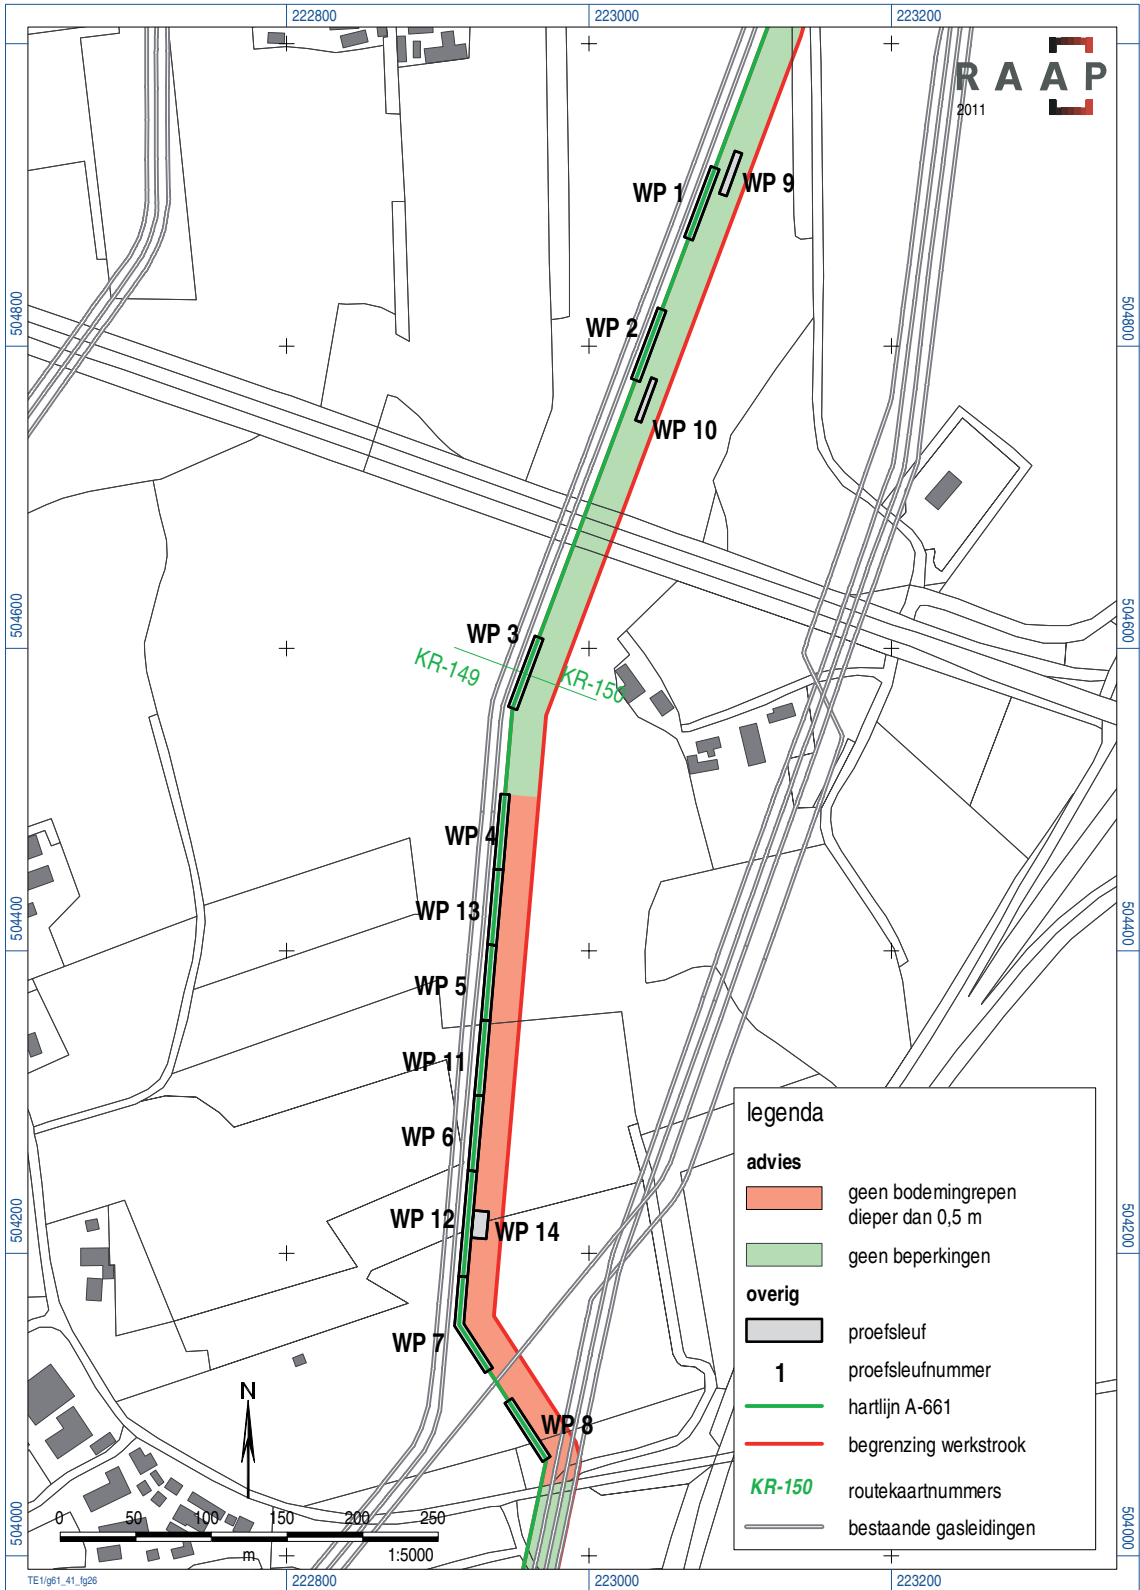 222800
223000
223200
RAAP
2011
WP 1
WP 9
504800
504800
WP 2
WP 10
504600
504600
WP 3
KR-149
KR-150
WP 4
WP 13
504400
504400
WP 5
WP 11
WP 6
WP 12
WP 14
504200
504200
WP 7
WP 8
legenda
advies
geen bodemingrepen
dieper dan 0,5 m
geen beperkingen
overig
proefsleuf
1 proefsleufnummer
hartlijn A-661
begrenzing werkstrook
KR-150 routekaartnummers
bestaande gasleidingen
N
0 50 100 150 200 250
m 1:5000
504000
504000
TE1/g61_41_fg26
222800
223000
223200